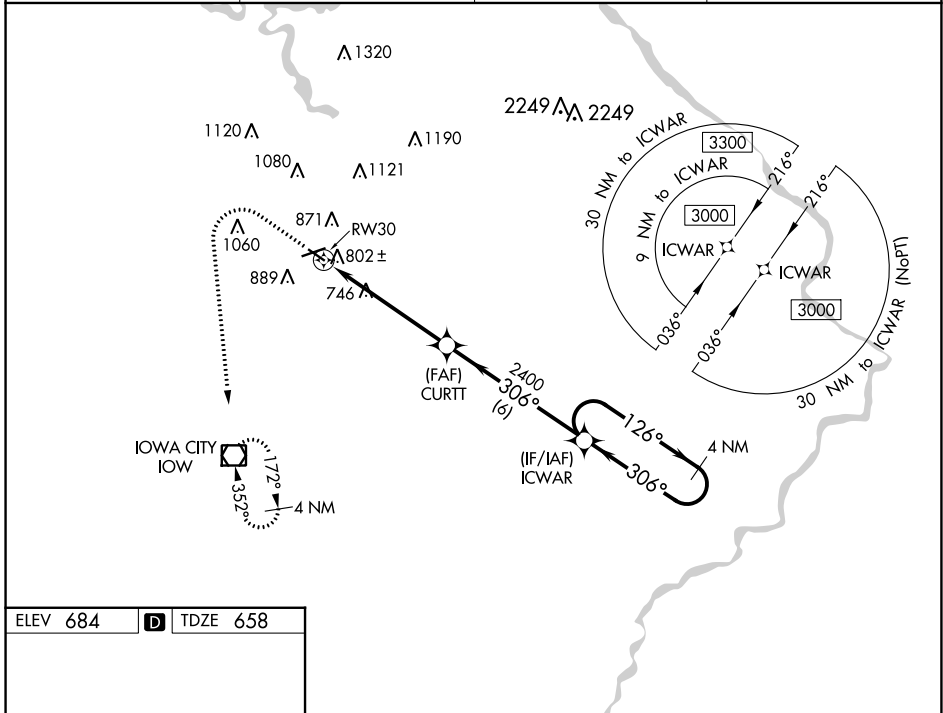 1320
2249
2249
1120
1190
1080
1121
30 NM to ICWAR
3300
216°
9 NM to ICWAR
3000
216°
871
RW30
1060
802 ±
ICWAR
ICWAR
889
746
3000
036°
036°
30 NM to ICWAR (NoPT)
(FAF)
CURTT
2400
306°
(6)
126°
4 NM
IOWA CITY
IOW
(IF/IAF)
ICWAR
306°
172°
352°
4 NM
ELEV 684
D
TDZE 658